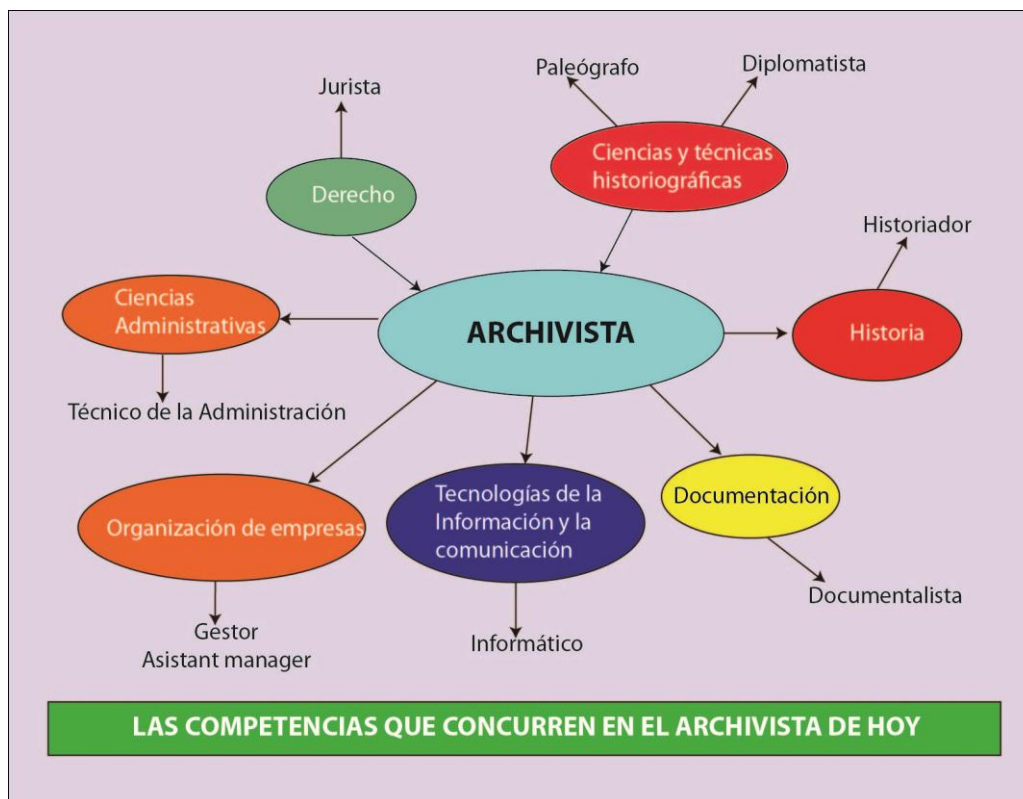 Paleógrafo
Diplomatista
Jurista
Ciencias y técnicas
historiográficas
Derecho
Historiador
Ciencias
Administrativas
ARCHIVISTA
Historia
Técnico de la Administración
Organización de empresas
Tecnologías de la
Información y la
comunicación
Documentación
Documentalista
Gestor
Asistant manager
Informático
LAS COMPETENCIAS QUE CONCURREN EN EL ARCHIVISTA DE HOY